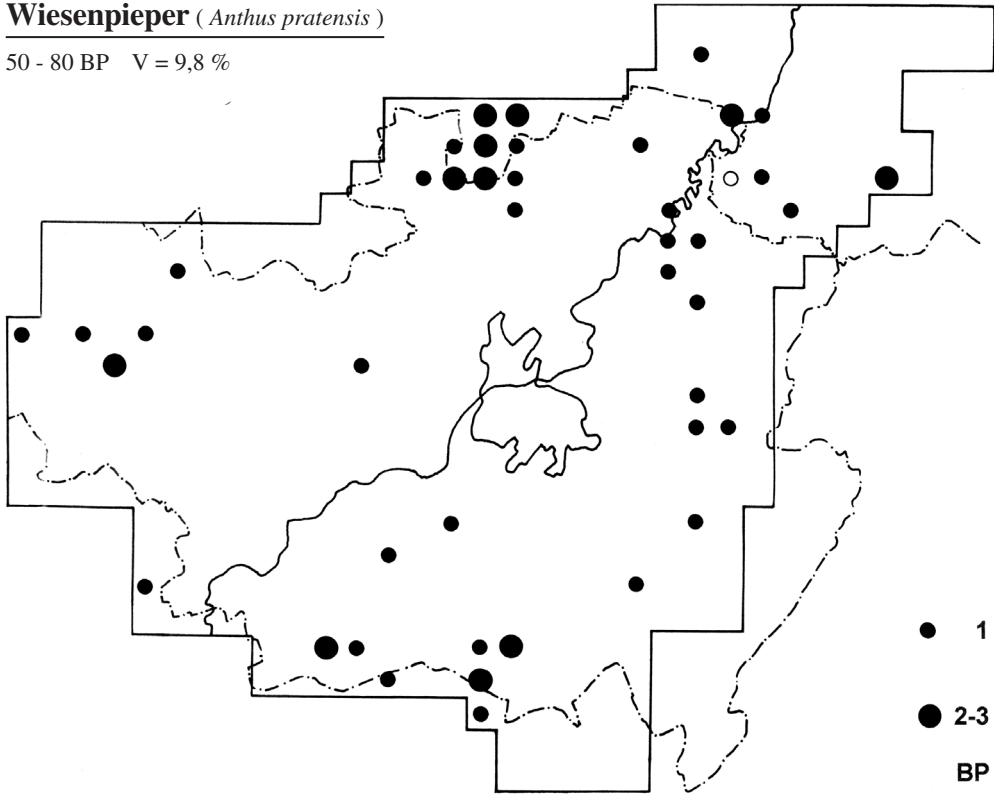 Wiesenpieper ( Anthus pratensis )
50 - 80 BP V = 9,8 %
1
2-3
BP